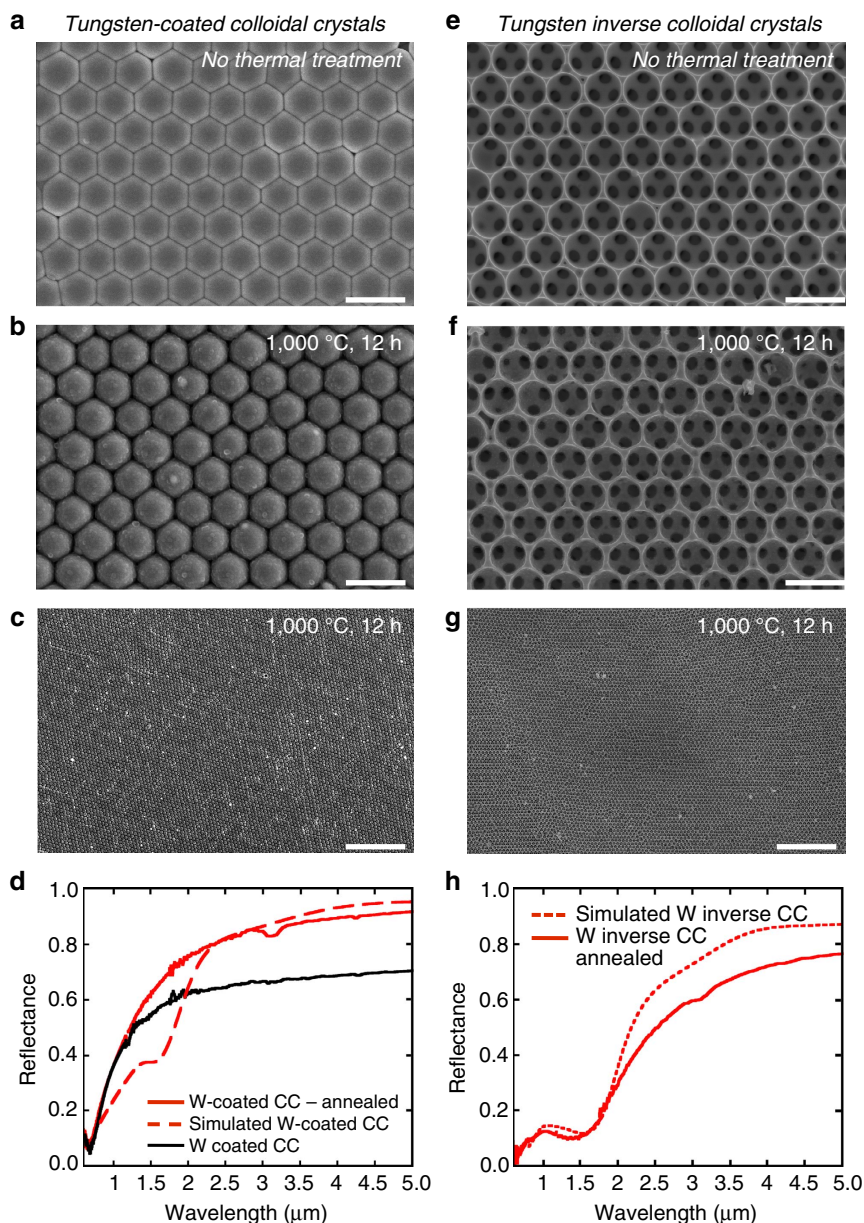 a
Tungsten-coated colloidal crystals
No thermal treatment
b
1,000 °C, 12 h
c
1,000 °C, 12 h
d
1.0
0.8
0.6
0.4
0.2
0.0
Reflectance
W-coated CC – annealed
Simulated W-coated CC
W coated CC
1 1.5 2 2.5 3 3.5 4 4.5 5.0
Wavelength (μm)
e
Tungsten inverse colloidal crystals
No thermal treatment
f
1,000 °C, 12 h
g
1,000 °C, 12 h
h
1.0
0.8
0.6
0.4
0.2
0.0
Reflectance
Simulated W inverse CC
W inverse CC
annealed
1 1.5 2 2.5 3 3.5 4 4.5 5.0
Wavelength (μm)